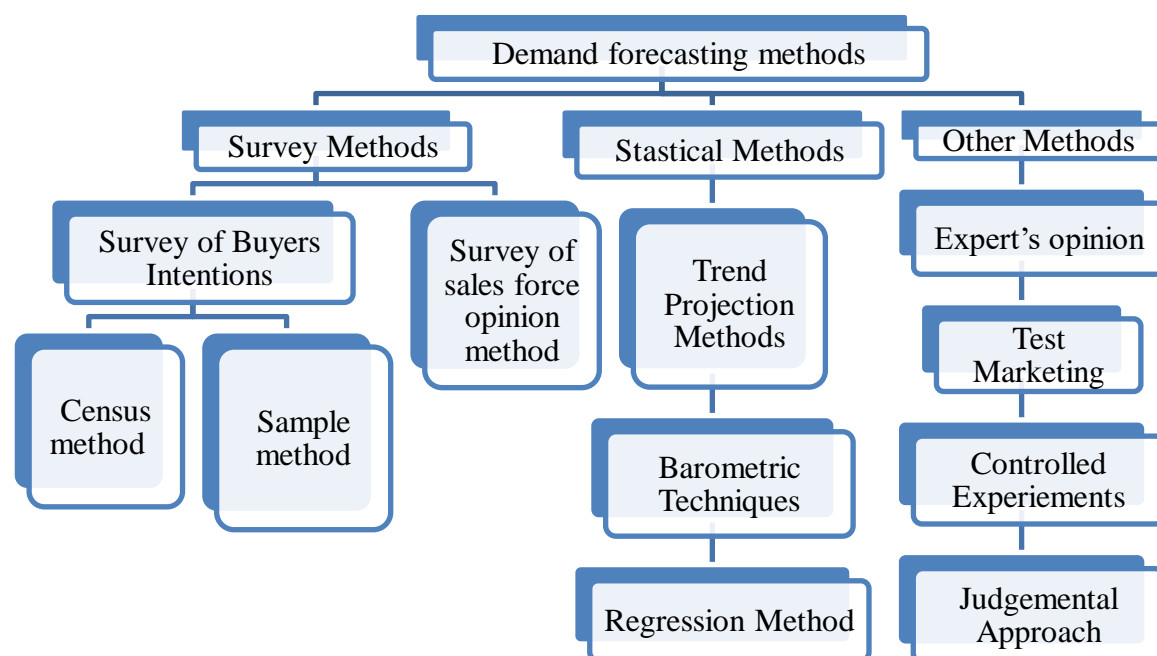 Demand forecasting methods
Survey Methods
Stastical Methods
Other Methods
Survey of Buyers
Intentions
Survey of
sales force
opinion
method
Trend
Projection
Methods
Expert’s opinion
Census
method
Sample
method
Test
Marketing
Barometric
Techniques
Controlled
Experiements
Regression Method
Judgemental
Approach